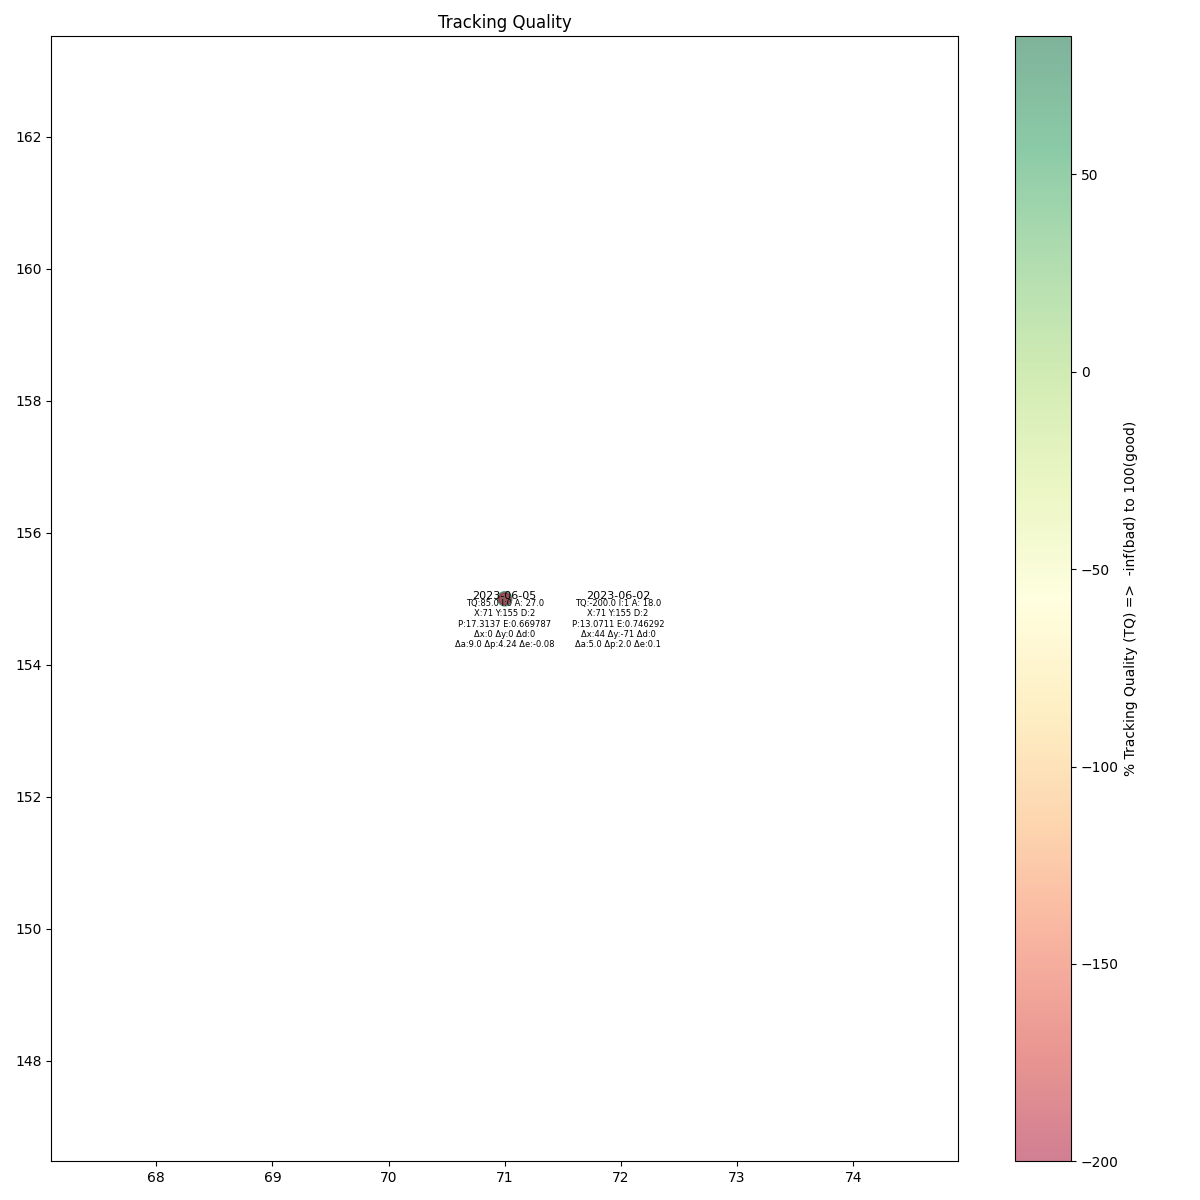 Tracking Quality
162
160
158
156
154
152
150
148
68
69
70
71
72
73
74
2023-06-05
TQ:85.0 A: 27.0
X:71 Y:155 D:2
P:17.3137 E:0.669787
Δx:0 Δy:0 Δd:0
Δa:9.0 Δp:4.24 Δe:-0.08
2023-06-02
TQ:-200.0 I:1 A: 18.0
X:71 Y:155 D:2
P:13.0711 E:0.746292
Δx:44 Δy:-71 Δd:0
Δa:5.0 Δp:2.0 Δe:0.1
50
0
−50
−100
−150
−200
% Tracking Quality (TQ) => -inf(bad) to 100(good)